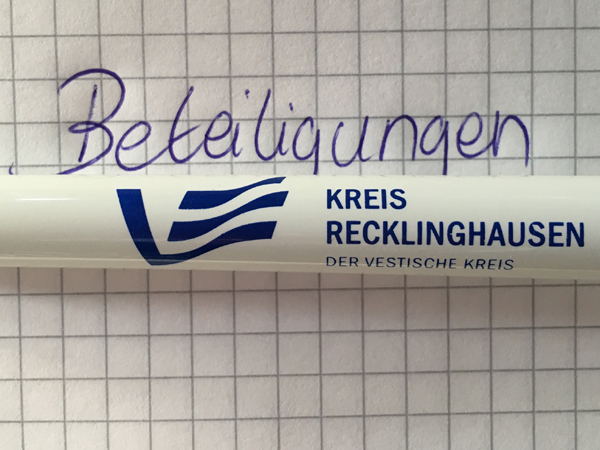 Beteiligungen
KREIS
RECKLINGHAUSEN
DER VESTISCHE KREIS